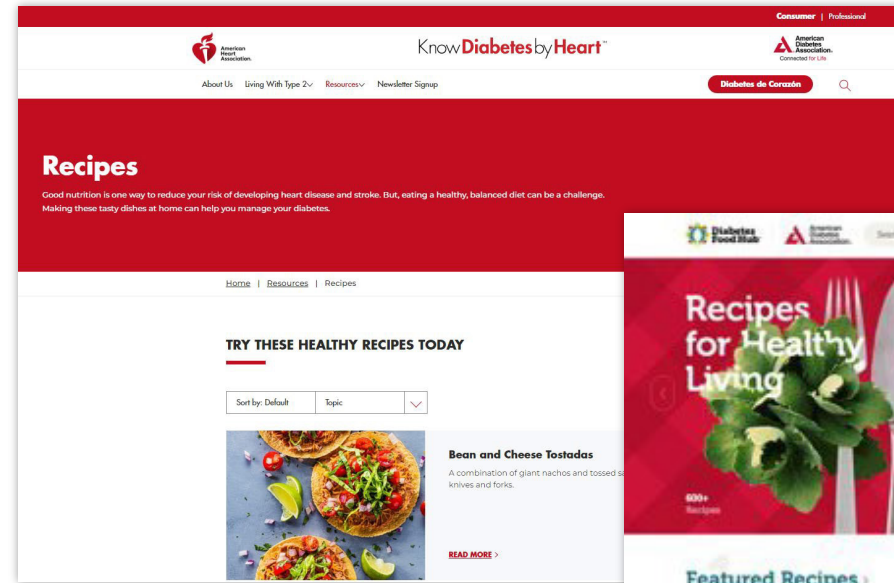 Consumer | Professional
American
Heart
Association.
Know Diabetes by Heart™
American
Diabetes
Association.
Connected for Life
About Us Living With Type 2 Resources Newsletter Signup
Diabetes de Corazón
Recipes
Good nutrition is one way to reduce your risk of developing heart disease and stroke. But, eating a healthy, balanced diet can be a challenge.
Making these tasty dishes at home can help you manage your diabetes.
Home | Resources | Recipes
TRY THESE HEALTHY RECIPES TODAY
Sort by: Default Topic
Bean and Cheese Tostadas
A combination of giant nachos and tossed
knives and forks.
READ MORE >
Diabetes
Food Hub
American
Diabetes
Association.
Recipes
for Healthy
Living
600+
Recipes
Featured Recipes >